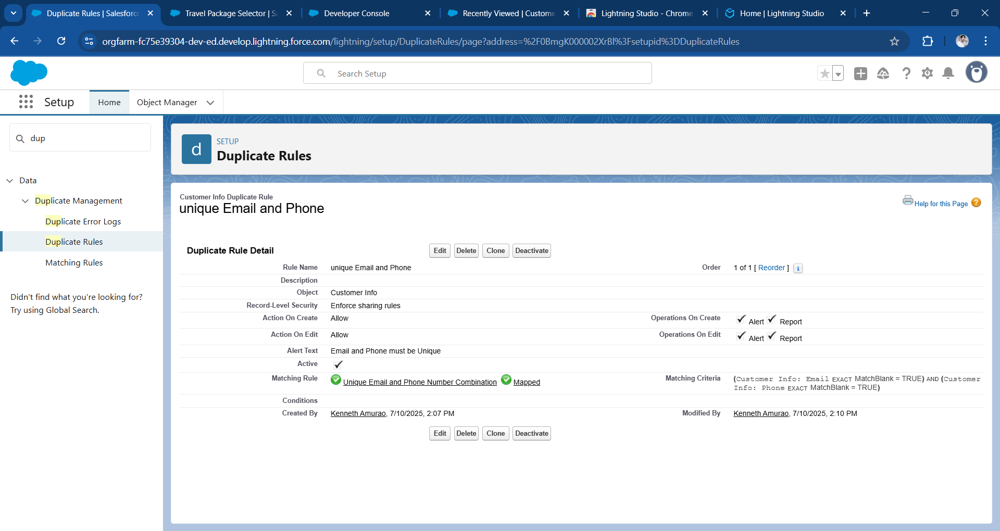 Duplicate Rules | Salesforc
Travel Package Selector | Sa
Developer Console
Recently Viewed | Custome
Lightning Studio - Chrome
Home | Lightning Studio
orgfarm-fc75e39304-dev-ed.develop.lightning.force.com/lightning/setup/DuplicateRules/page?address=%2F0BmgK000002XrBl%3Fsetupid%3DDuplicateRules
Search Setup
Setup
Home
Object Manager
dup
Data
Duplicate Management
Duplicate Error Logs
Duplicate Rules
Matching Rules
Didn't find what you're looking for?
Try using Global Search.
d
SETUP
Duplicate Rules
Customer Info Duplicate Rule
unique Email and Phone
Help for this Page ?
Duplicate Rule Detail
Edit Delete Clone Deactivate
Rule Name unique Email and Phone Order 1 of 1 [ Reorder ] i
Description
Object Customer Info
Record-Level Security Enforce sharing rules
Action On Create Allow Operations On Create Alert Report
Action On Edit Allow Operations On Edit Alert Report
Alert Text Email and Phone must be Unique
Active
Matching Rule Unique Email and Phone Number Combination Mapped Matching Criteria (Customer Info: Email EXACT MatchBlank = TRUE) AND (Customer
Info: Phone EXACT MatchBlank = TRUE)
Conditions
Created By Kenneth Amurao, 7/10/2025, 2:07 PM Modified By Kenneth Amurao, 7/10/2025, 2:10 PM
Edit Delete Clone Deactivate